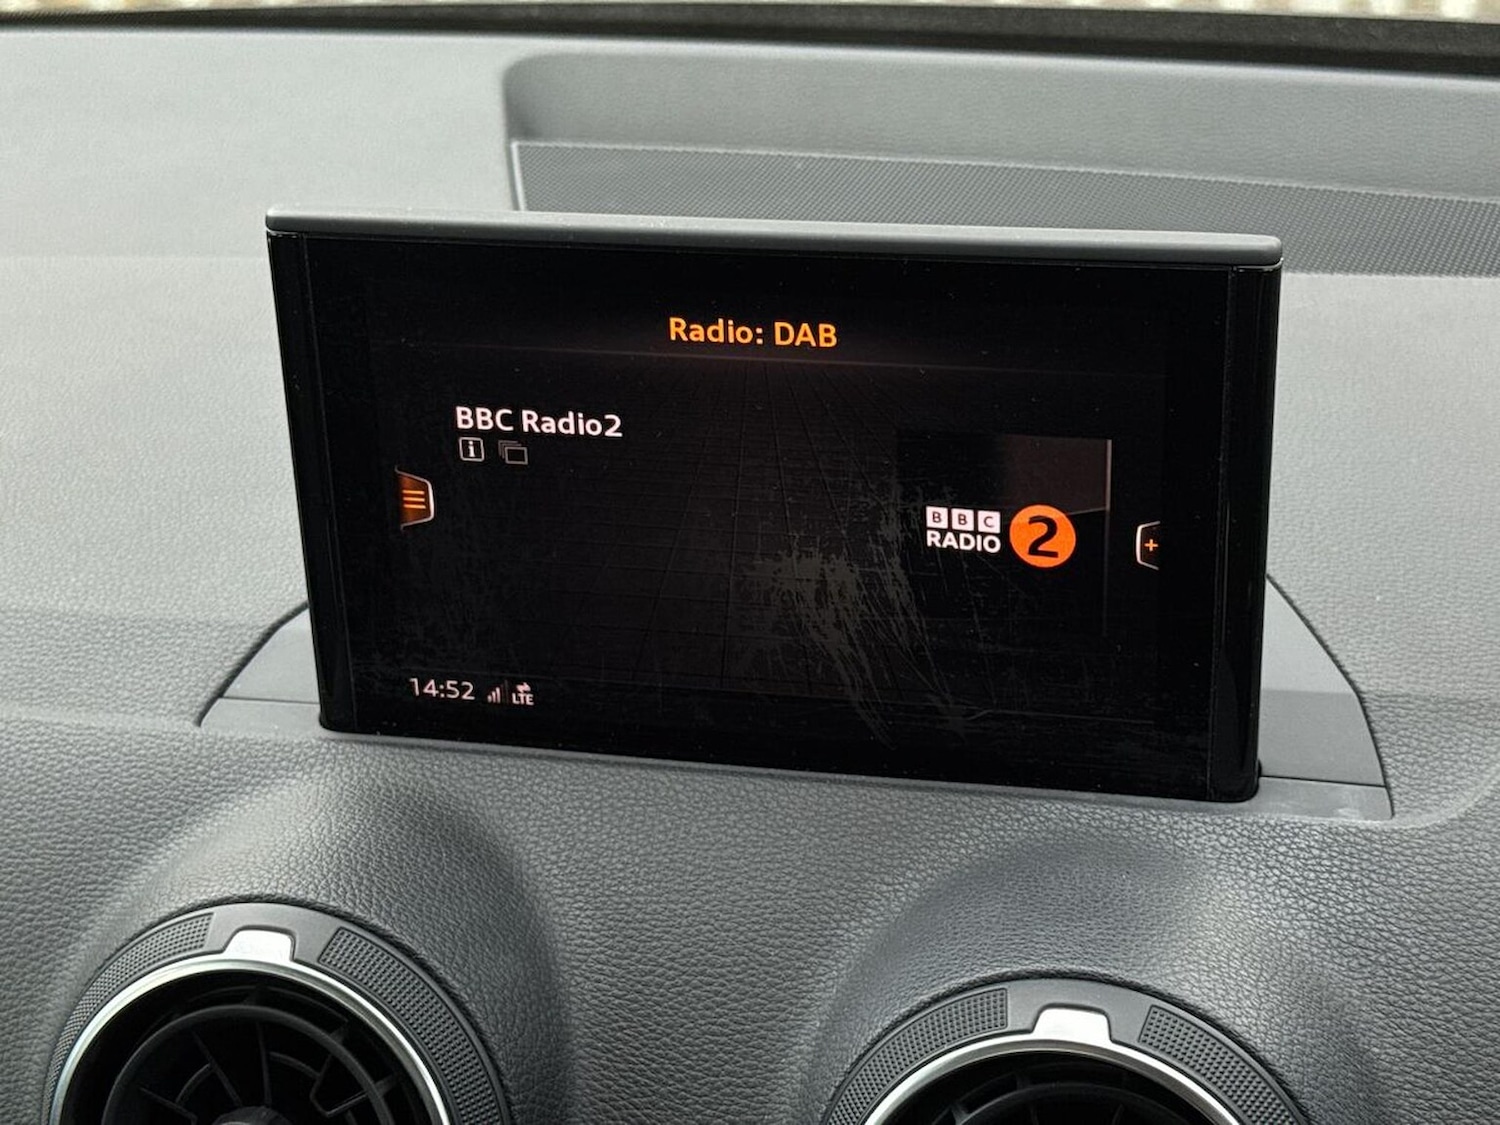 Radio: DAB
BBC Radio2
BBC
RADIO 2
14:52 LTE